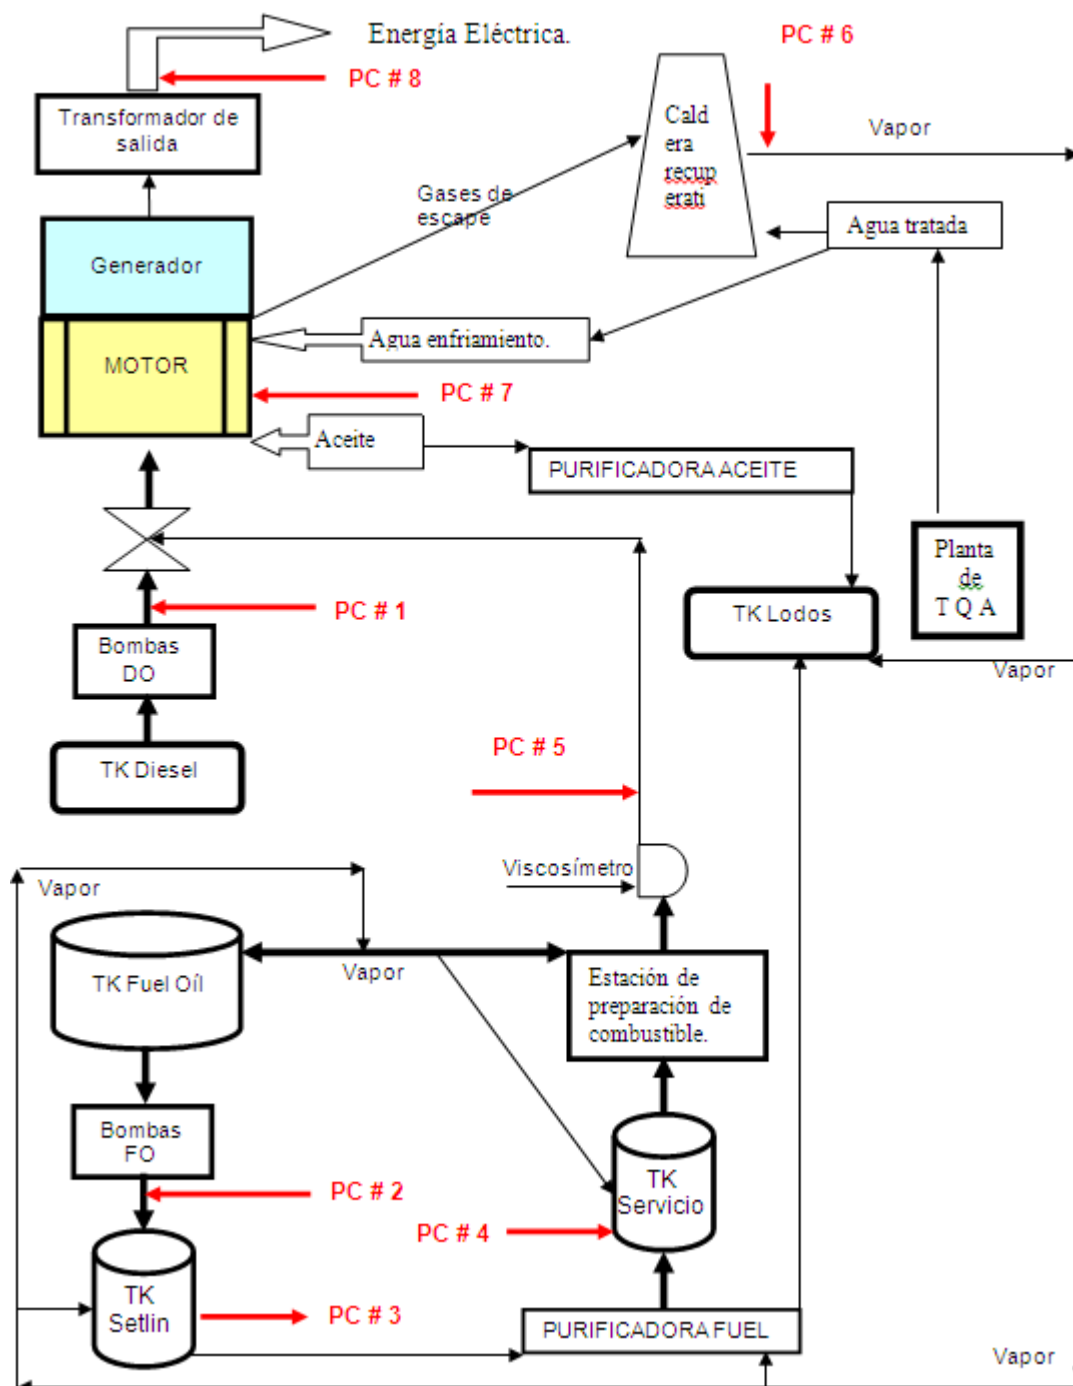 Energía Eléctrica.
PC # 6
PC # 8
Transformador de
salida
Cald
era
recup
erati
Vapor
Gases de
escape
Agua tratada
Generador
Agua enfriamiento.
MOTOR
PC # 7
Aceite
PURIFICADORA ACEITE
Planta
de
T Q A
PC # 1
TK Lodos
Bombas
DO
Vapor
PC # 5
TK Diesel
Viscosímetro
Vapor
TK Fuel Oíl
Vapor
Estación de
preparación de
combustible.
Bombas
FO
TK
Servicio
PC # 2
PC # 4
TK
Setlin
PC # 3
PURIFICADORA FUEL
Vapor